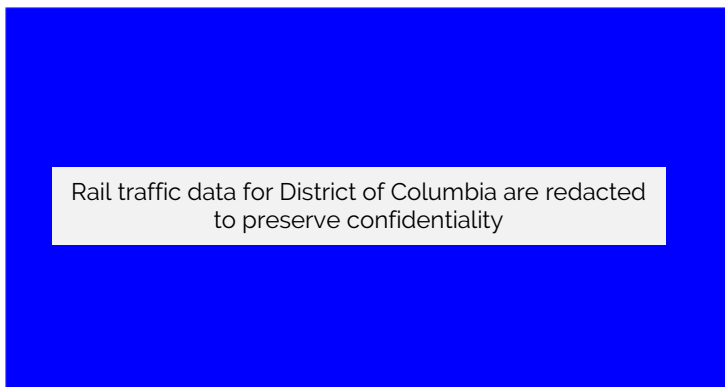 Rail traffic data for District of Columbia are redacted
to preserve confidentiality